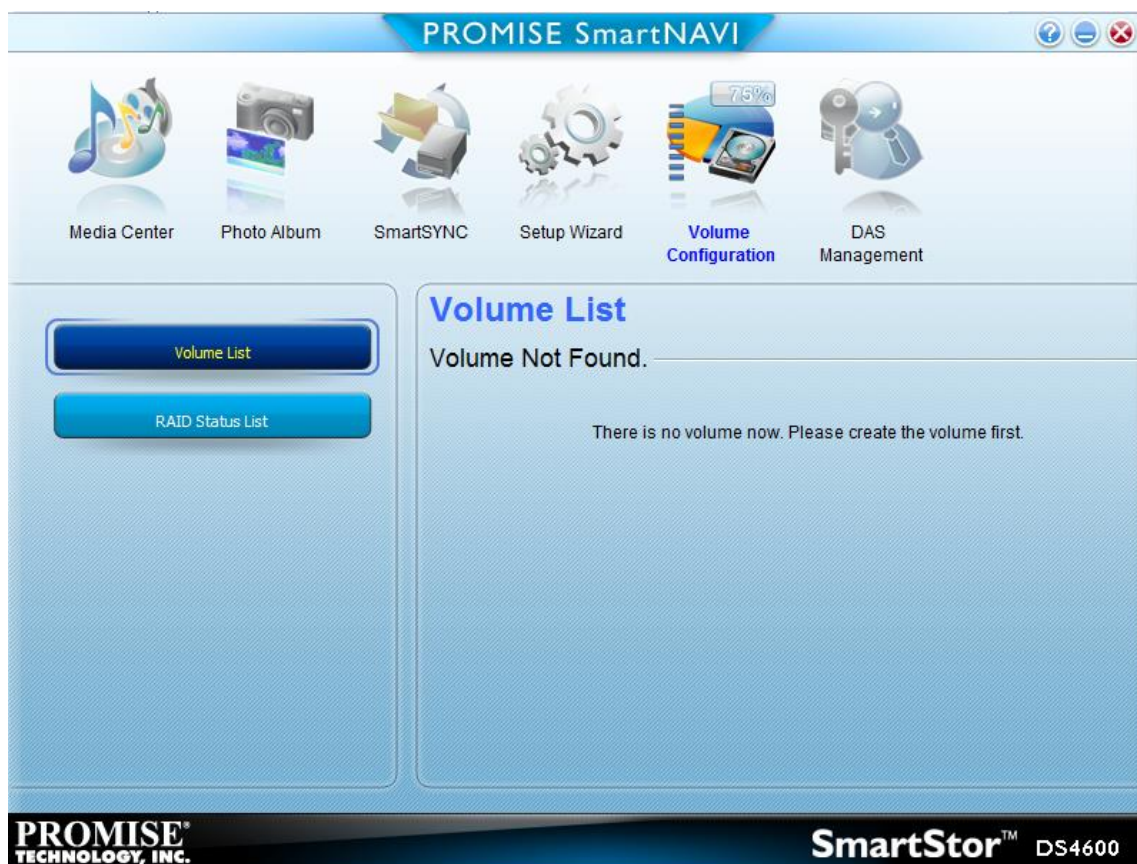 PROMISE SmartNAVI
75%
Media Center
Photo Album
SmartSYNC
Setup Wizard
Volume
Configuration
DAS
Management
Volume List
RAID Status List
Volume List
Volume Not Found.
There is no volume now. Please create the volume first.
PROMISE®
TECHNOLOGY, INC.
SmartStor™ DS4600